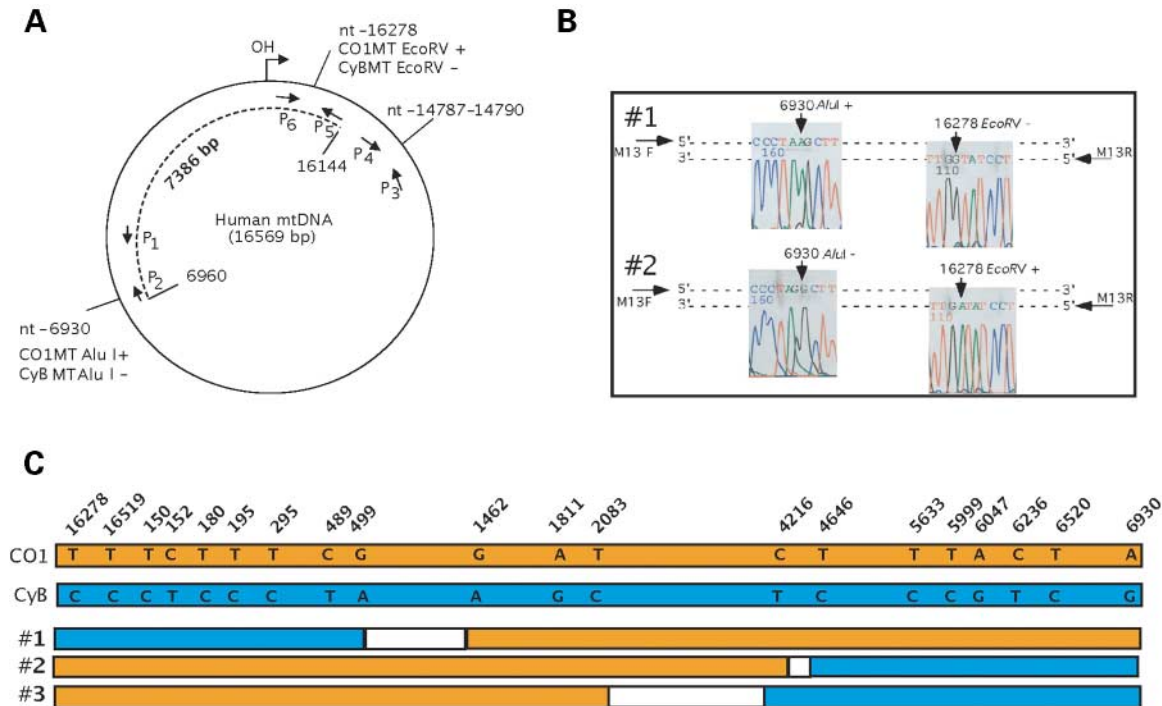 A
OH
nt –16278
CO1MT EcoRV +
CyBMT EcoRV –
nt –14787–14790
P6
P5
P4
P3
16144
7386 bp
Human mtDNA
(16569 bp)
P1
P2
6960
nt –6930
CO1MT Alu I+
CyB MTAlu I –
B
#1
6930 AluI +
16278 EcoRV -
M13 F
5'
3'
CCCTAAGCTT
160
TTGGTATCCT
110
3'
5'
M13R
#2
6930 AluI -
16278 EcoRV +
M13F
5'
3'
CCCTAGGCTT
160
TTGATATCCT
110
3'
5'
M13R
C
16278 16519 150 152 180 195 295 489 499 1462 1811 2083 4216 4646 5633 5999 6047 6236 6520 6930
CO1 T T T C T T T C G G A T C T T T A C T A
CyB C C C T C C C T A A G C T C C C G T C G
#1
#2
#3